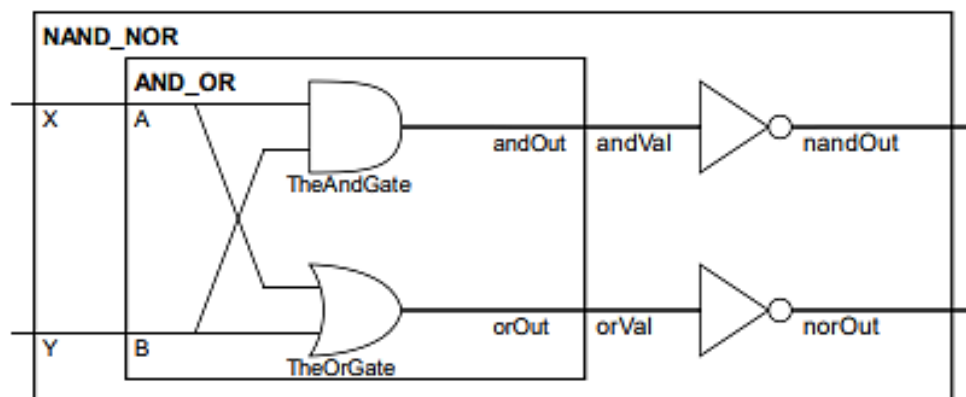 NAND_NOR
AND_OR
X
A
andOut
andVal
nandOut
TheAndGate
Y
B
orOut
orVal
norOut
TheOrGate